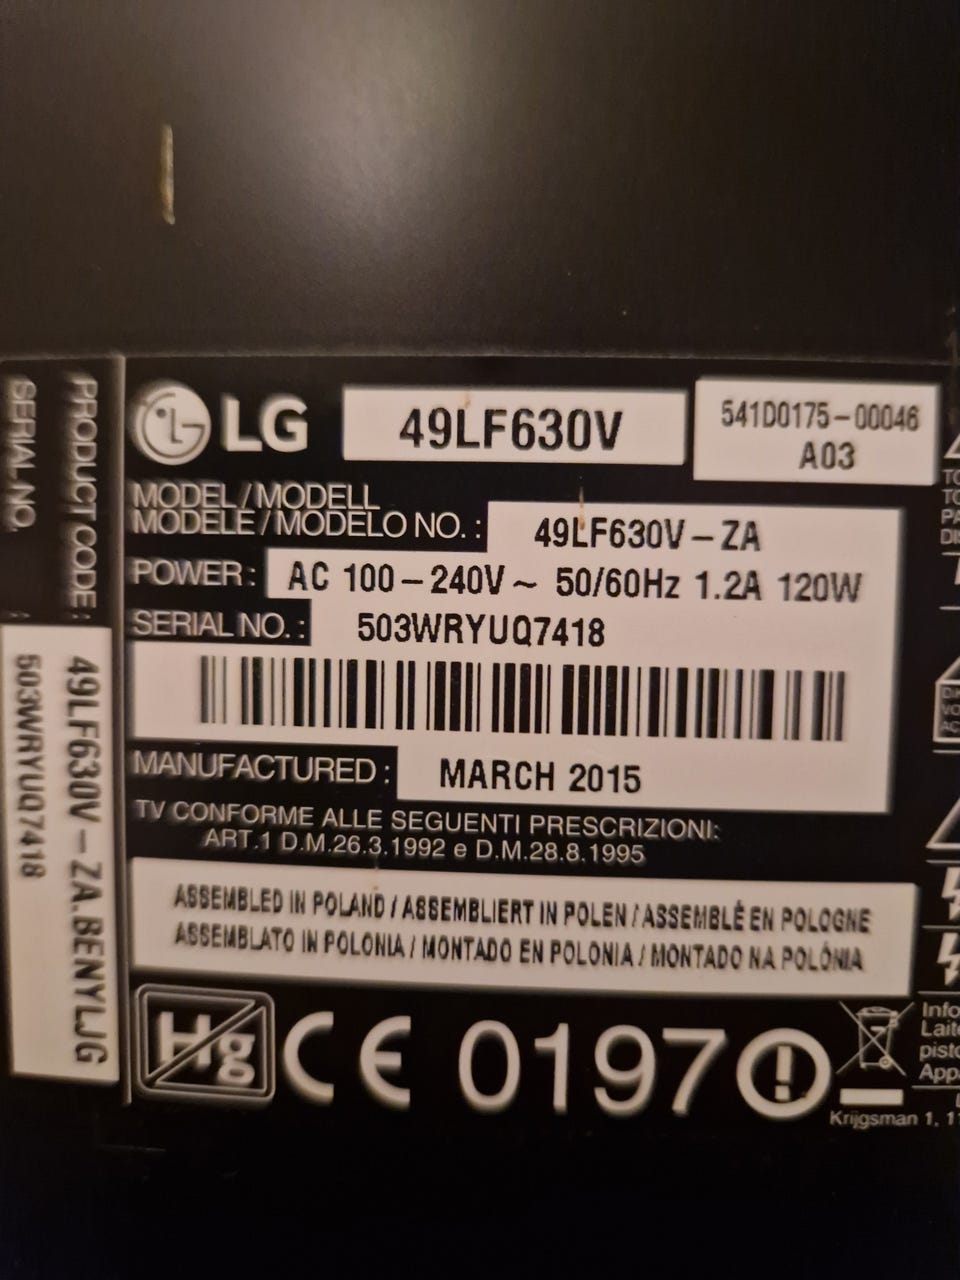 LG
49LF630V
541D0175-00046
A03
MODEL/MODELL
MODELE/MODELO NO. :
49LF630V-ZA
POWER : AC 100-240V~ 50/60Hz 1.2A 120W
SERIAL NO. : 503WRYUQ7418
MANUFACTURED : MARCH 2015
TV CONFORME ALLE SEGUENTI PRESCRIZIONI:
ART.1 D.M.26.3.1992 e D.M.28.8.1995
ASSEMBLED IN POLAND / ASSEMBLIERT IN POLEN / ASSEMBLÉ EN POLOGNE
ASSEMBLATO IN POLONIA / MONTADO EN POLONIA / MONTADO NA POLÓNIA
Hg CE 0197
PRODUCT CODE : 49LF630V-ZA.BENYLJG
SERIAL NO. : 503WRYUQ7418
Krijgsman 1,